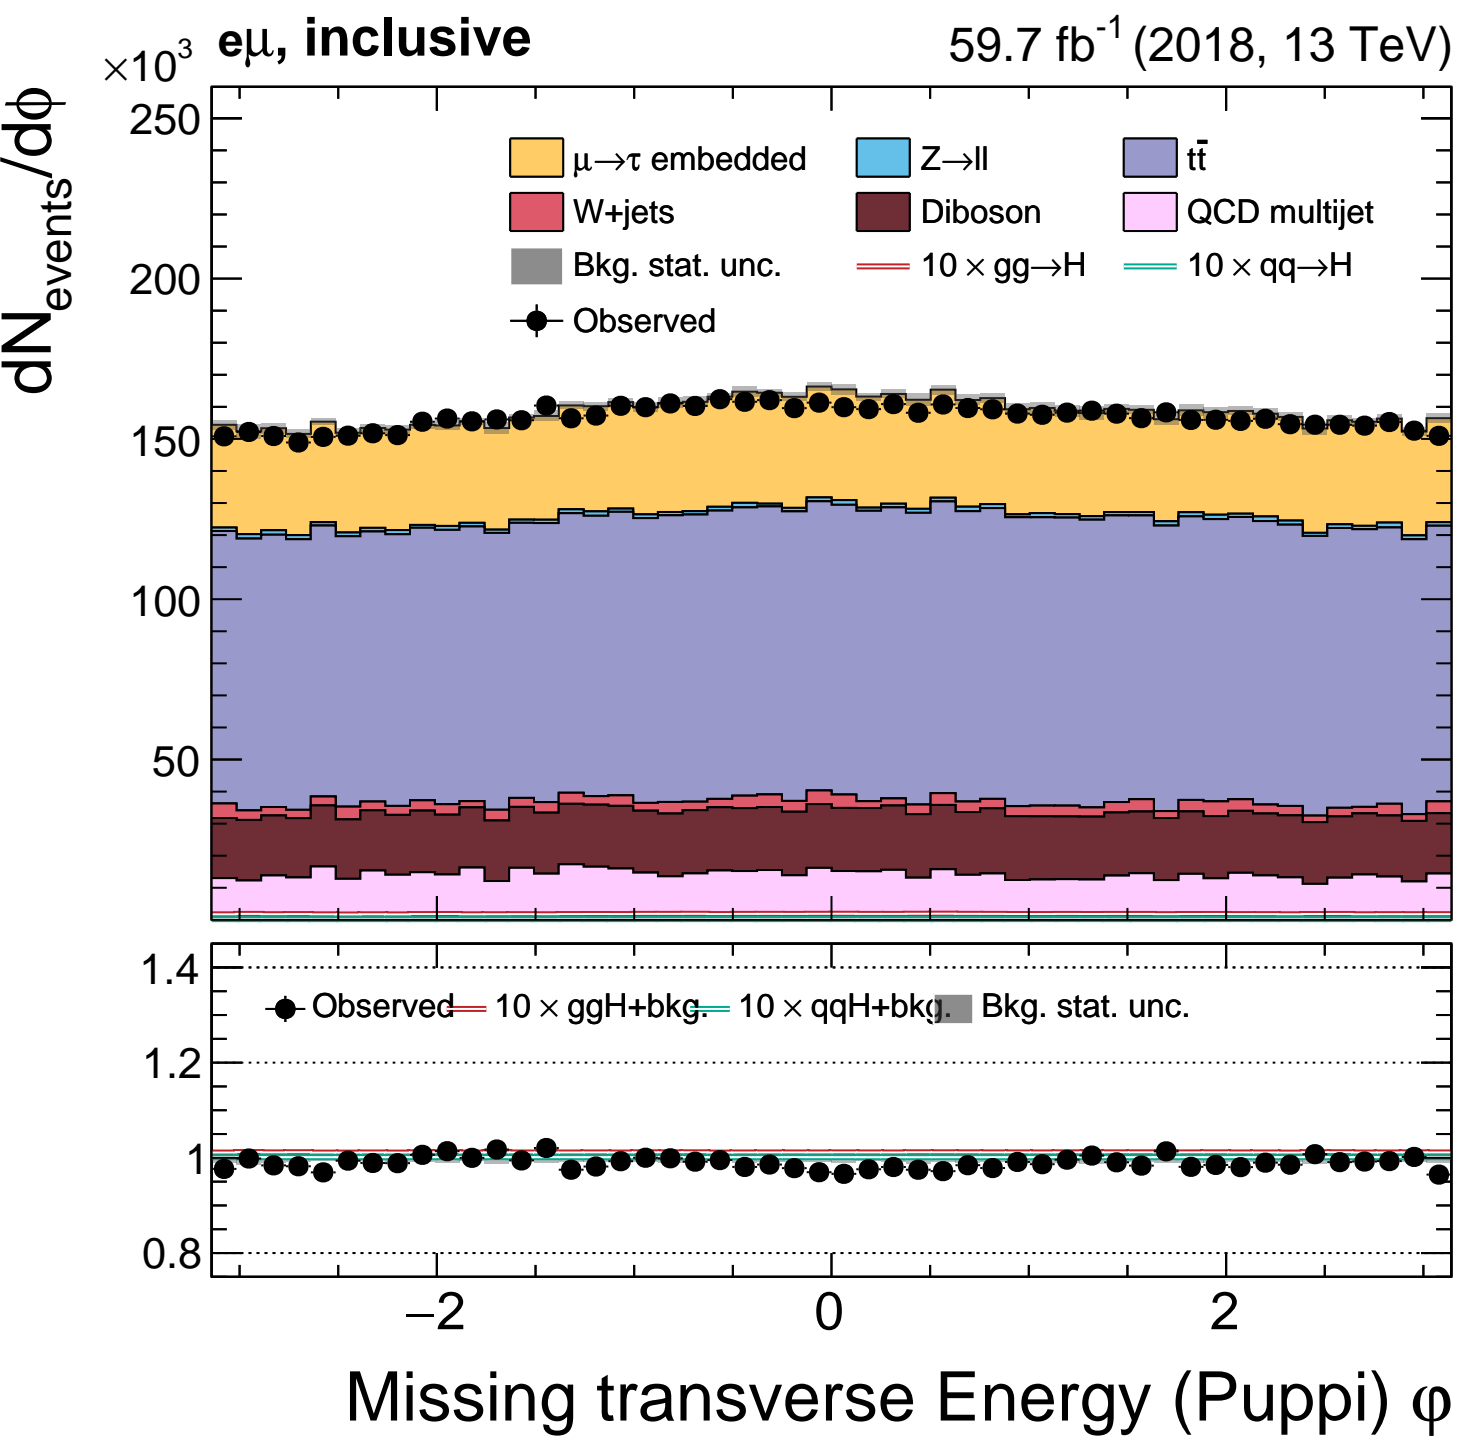 ×10³ eμ, inclusive 59.7 fb⁻¹ (2018, 13 TeV)
dN_events/dϕ
250
200
150
100
50
μ→τ embedded Z→ll tt̄
W+jets Diboson QCD multijet
Bkg. stat. unc. 10 × gg→H 10 × qq→H
Observed
1.4
1.2
1
0.8
Observed 10 × ggH+bkg. 10 × qqH+bkg. Bkg. stat. unc.
−2 0 2
Missing transverse Energy (Puppi) φ